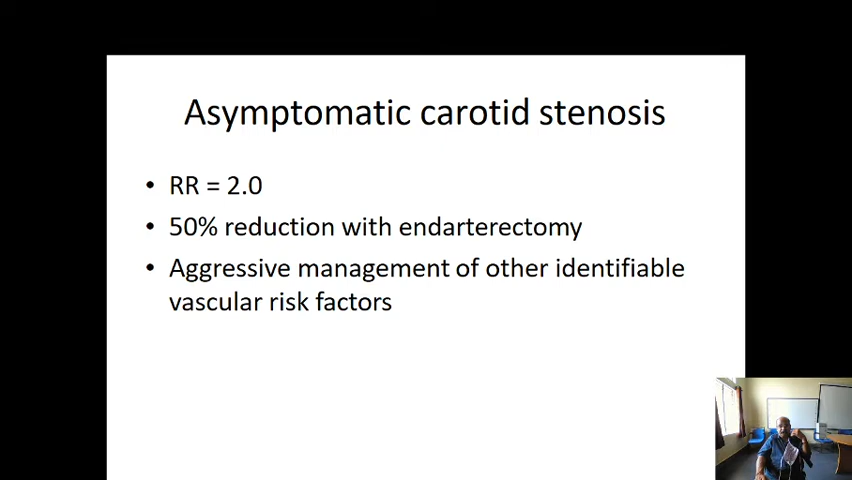 Asymptomatic carotid stenosis
• RR = 2.0
• 50% reduction with endarterectomy
• Aggressive management of other identifiable
vascular risk factors